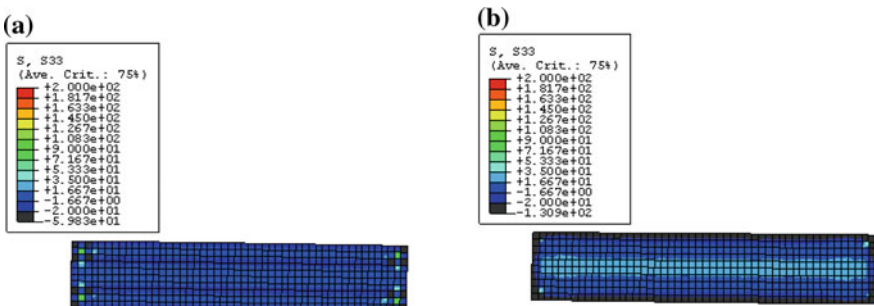 (a)
S, S33
(Ave. Crit.: 75%)
+2.000e+02
+1.817e+02
+1.633e+02
+1.450e+02
+1.267e+02
+1.083e+02
+9.000e+01
+7.167e+01
+5.333e+01
+3.500e+01
+1.667e+01
-1.667e+00
-2.000e+01
-5.983e+01
(b)
S, S33
(Ave. Crit.: 75%)
+2.000e+02
+1.817e+02
+1.633e+02
+1.450e+02
+1.267e+02
+1.083e+02
+9.000e+01
+7.167e+01
+5.333e+01
+3.500e+01
+1.667e+01
-1.667e+00
-2.000e+01
-1.309e+02